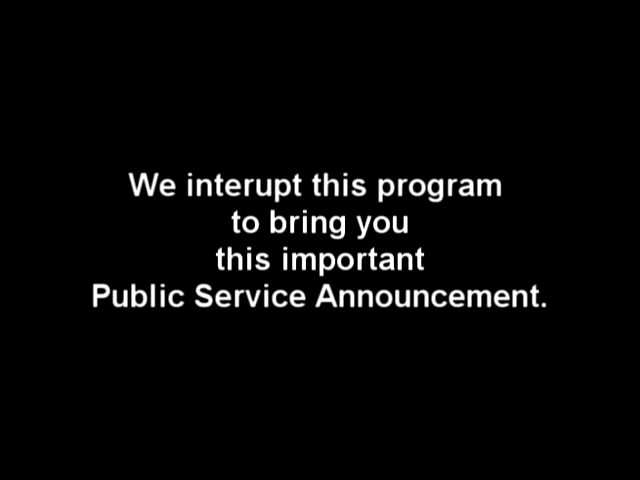 We interupt this program
to bring you
this important
Public Service Announcement.